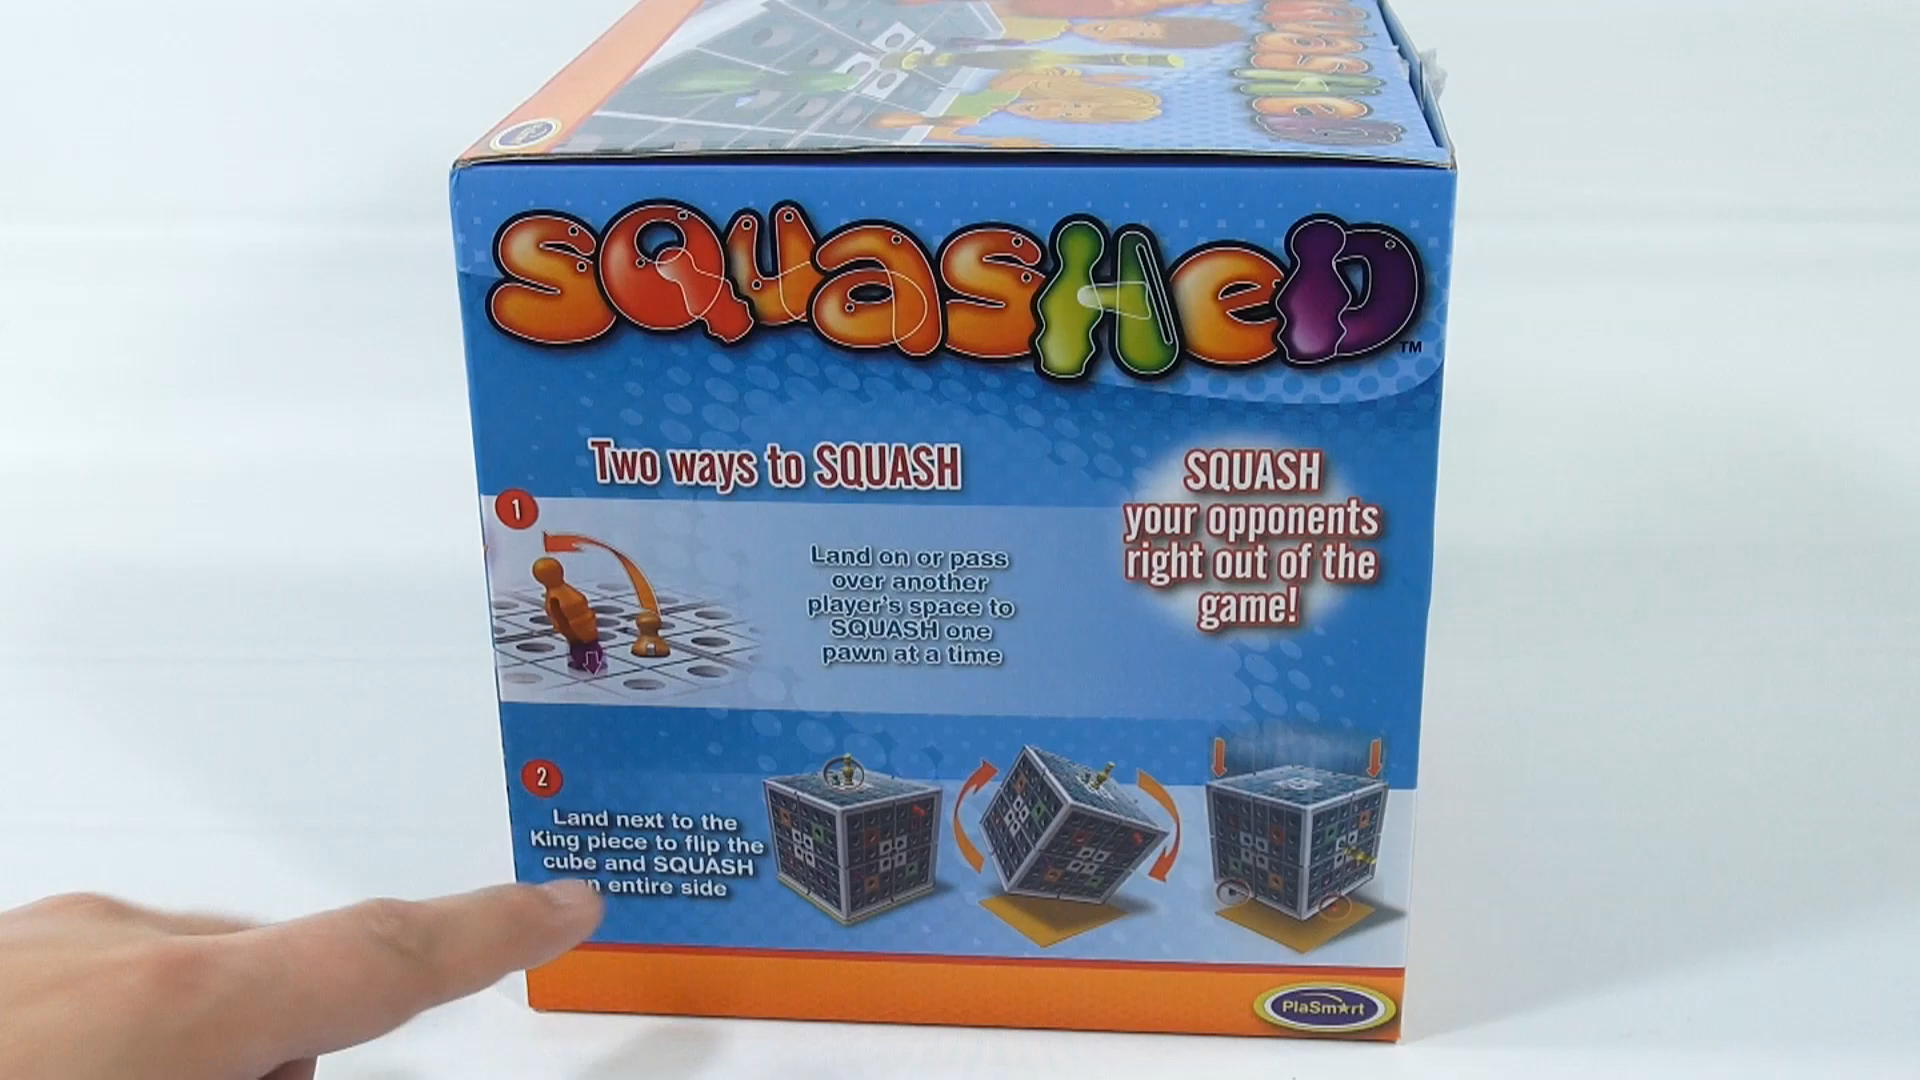 SQUASHED
SQUASHED™
Two ways to SQUASH
1
Land on or pass
over another
player's space to
SQUASH one
pawn at a time
SQUASH
your opponents
right out of the
game!
2
Land next to the
King piece to flip the
cube and SQUASH
entire side
PlaSmart